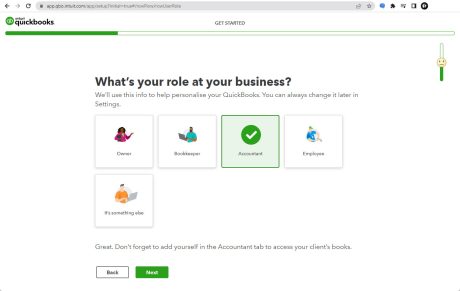 app.qbo.intuit.com/app/setup?initial=true#/nowFlow/newUserRole
GET STARTED
intuit
quickbooks.
What's your role at your business?
We'll use this info to help personalise your QuickBooks. You can always change it later in
Settings.
Owner
Bookkeeper
Accountant
Employee
It's something else
Great. Don't forget to add yourself in the Accountant tab to access your client's books.
Back
Next